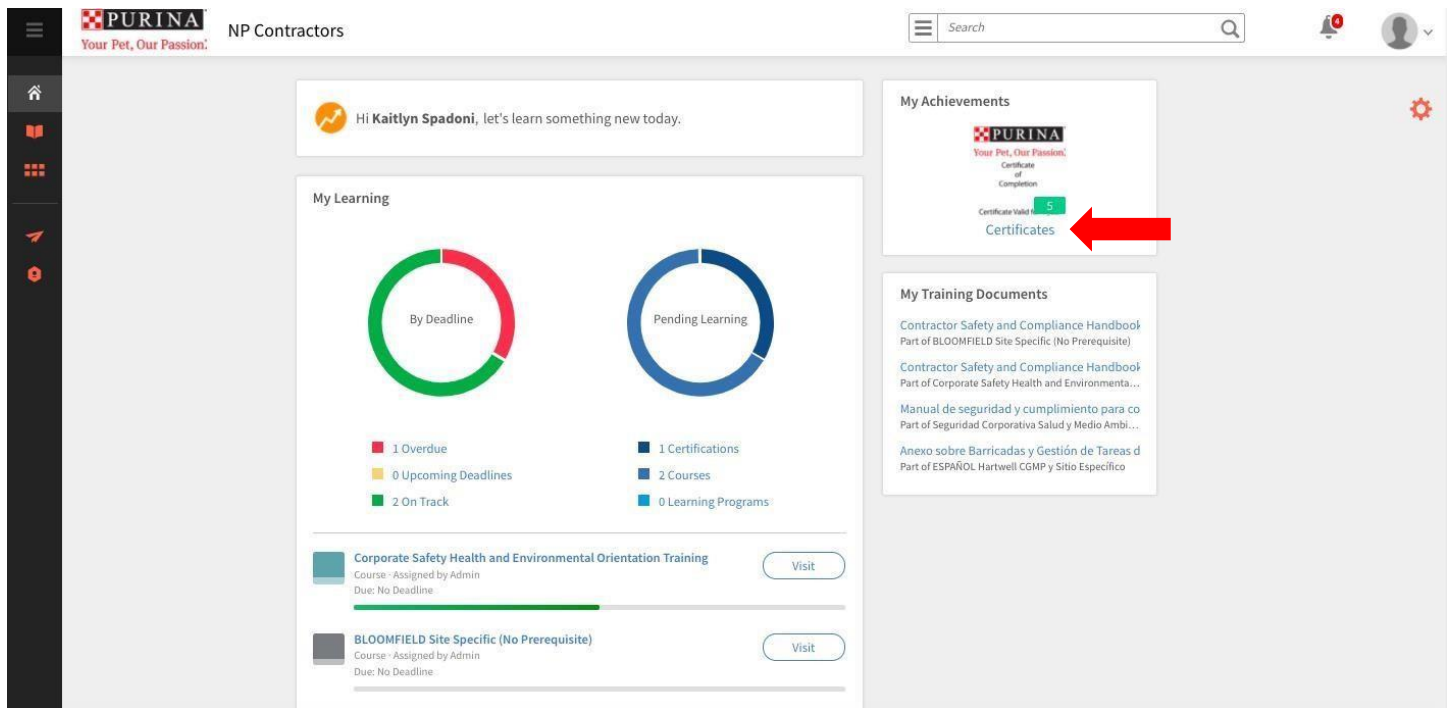 PURINA
Your Pet, Our Passion.
NP Contractors
Search
4
Hi Kaitlyn Spadoni, let's learn something new today.
My Learning
By Deadline
Pending Learning
1 Overdue
0 Upcoming Deadlines
2 On Track
1 Certifications
2 Courses
0 Learning Programs
Corporate Safety Health and Environmental Orientation Training
Course · Assigned by Admin
Due: No Deadline
Visit
BLOOMFIELD Site Specific (No Prerequisite)
Course · Assigned by Admin
Due: No Deadline
Visit
My Achievements
PURINA
Your Pet, Our Passion.
Certificate
of
Completion
Certificate Valid
5
Certificates
My Training Documents
Contractor Safety and Compliance Handbook
Part of BLOOMFIELD Site Specific (No Prerequisite)
Contractor Safety and Compliance Handbook
Part of Corporate Safety Health and Environmenta...
Manual de seguridad y cumplimiento para co
Part of Seguridad Corporativa Salud y Medio Ambi...
Anexo sobre Barricadas y Gestión de Tareas d
Part of ESPAÑOL Hartwell CGMP y Sitio Específico